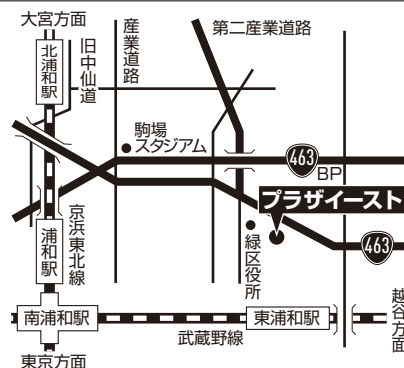 大宮方面
北浦和駅
旧中仙道
産業道路
第二産業道路
駒場
スタジアム
463
BP
プラザイースト
463
緑区役所
京浜東北線
浦和駅
南浦和駅
武蔵野線
東浦和駅
越谷方面
東京方面